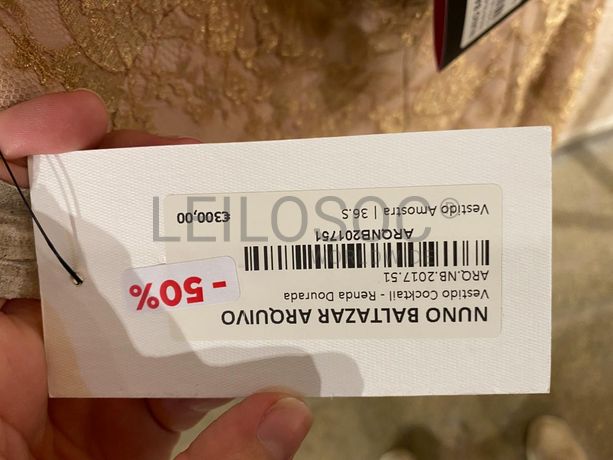 NUNO BALTAZAR ARQUIVO
Vestido Cocktail - Renda Dourada
ARQ.NB.2017.51
ARQNB201751
Vestido Amostra | 36.S
€300,00
- 50%
LEILOSOC®